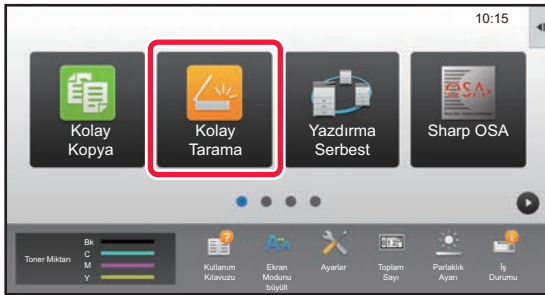 10:15
Kolay
Kopya
Kolay
Tarama
Yazdırma
Serbest
Sharp OSA
Toner Miktarı
Bk
C
M
Y
Kullanım
Kılavuzu
Ekran
Modunu
büyült
Ayarlar
Toplam
Sayı
Parlaklık
Ayarı
İş
Durumu